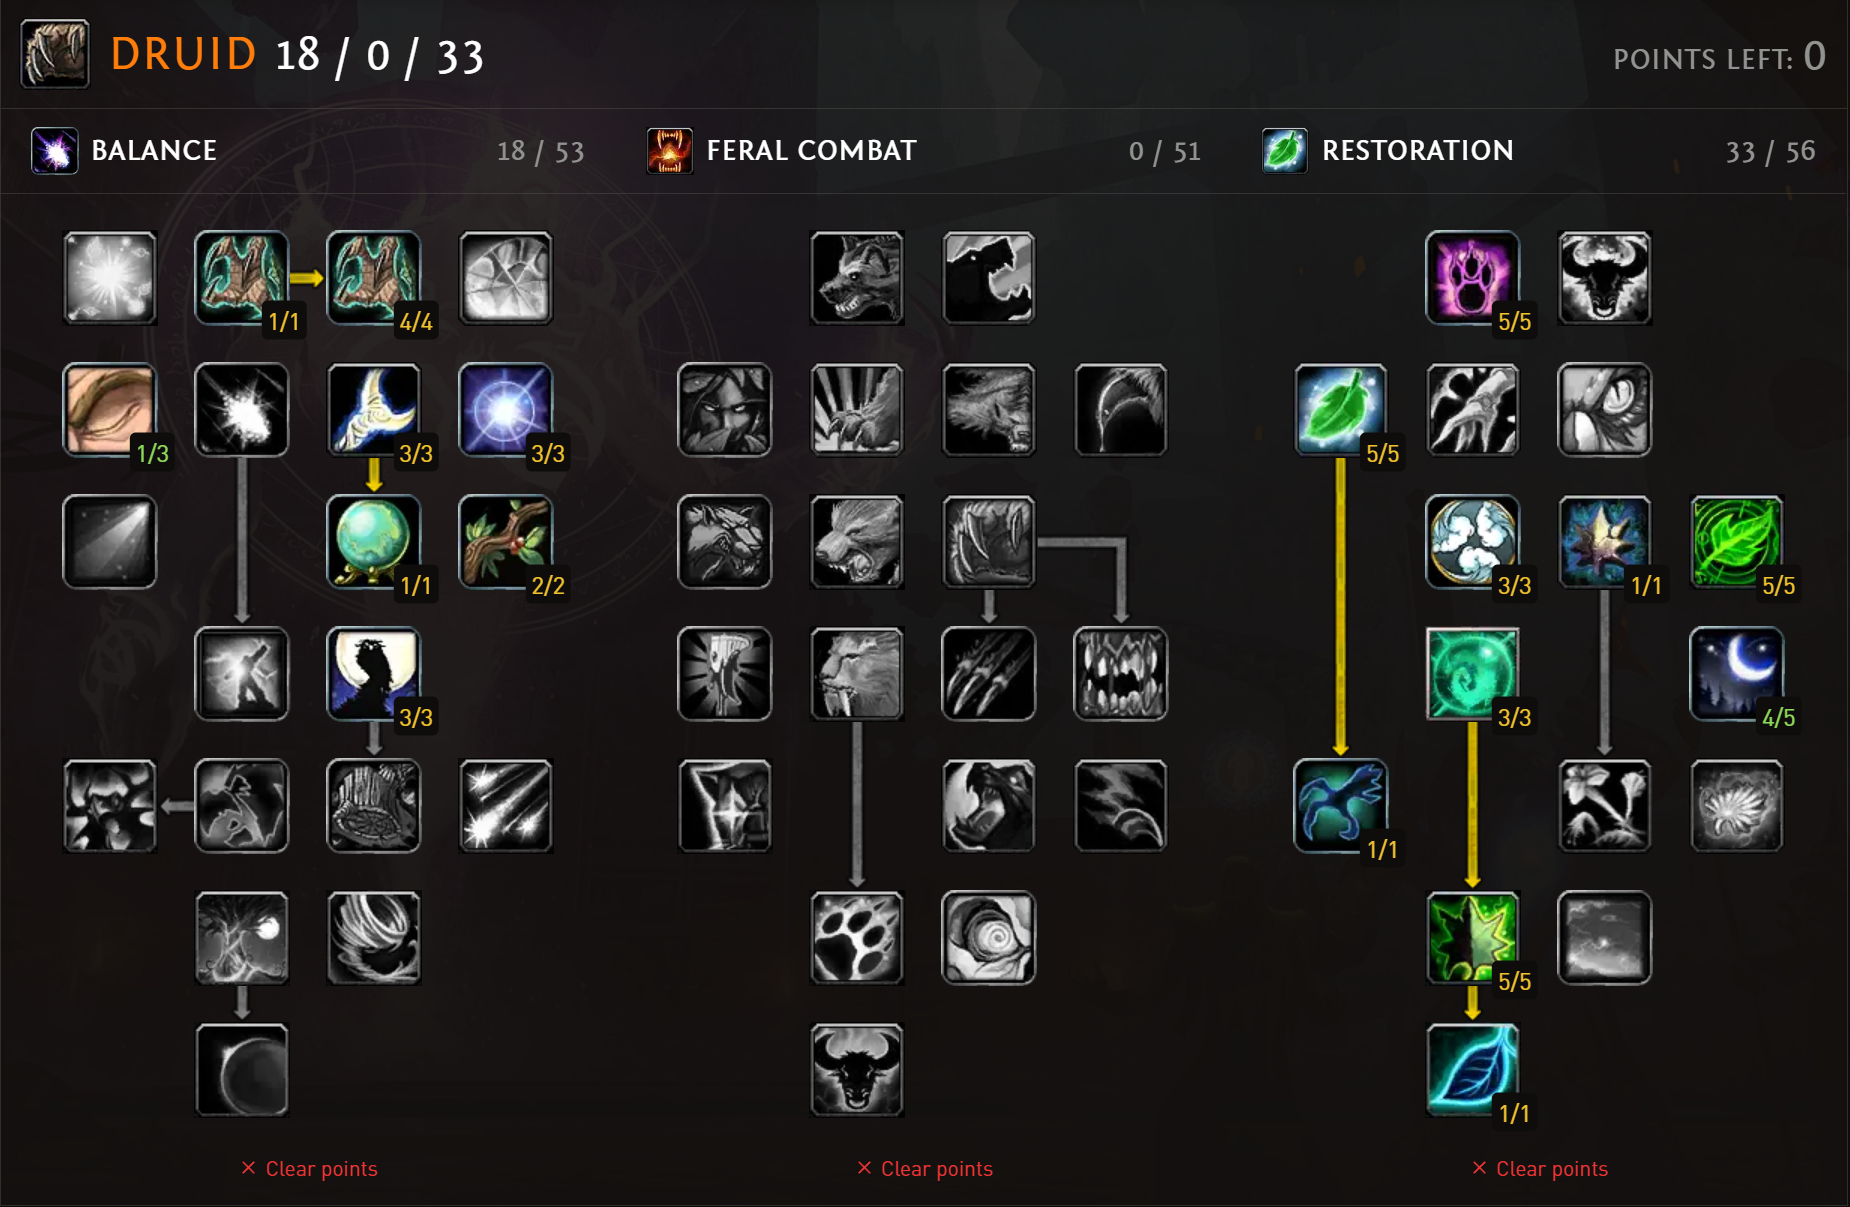 DRUID 18 / 0 / 33
POINTS LEFT: 0
BALANCE 18 / 53
FERAL COMBAT 0 / 51
RESTORATION 33 / 56
1/1 4/4 5/5
1/3 3/3 3/3 5/5
1/1 2/2 3/3 1/1 5/5
3/3 3/3 4/5
1/1
5/5
1/1
× Clear points
× Clear points
× Clear points